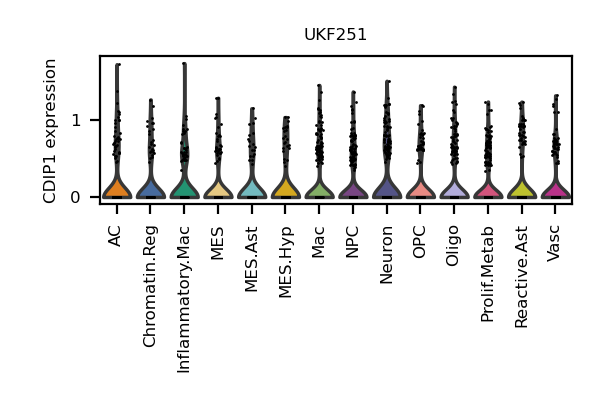 UKF251
CDIP1 expression
1
0
AC
Chromatin.Reg
Inflammatory.Mac
MES
MES.Ast
MES.Hyp
Mac
NPC
Neuron
OPC
Oligo
Prolif.Metab
Reactive.Ast
Vasc